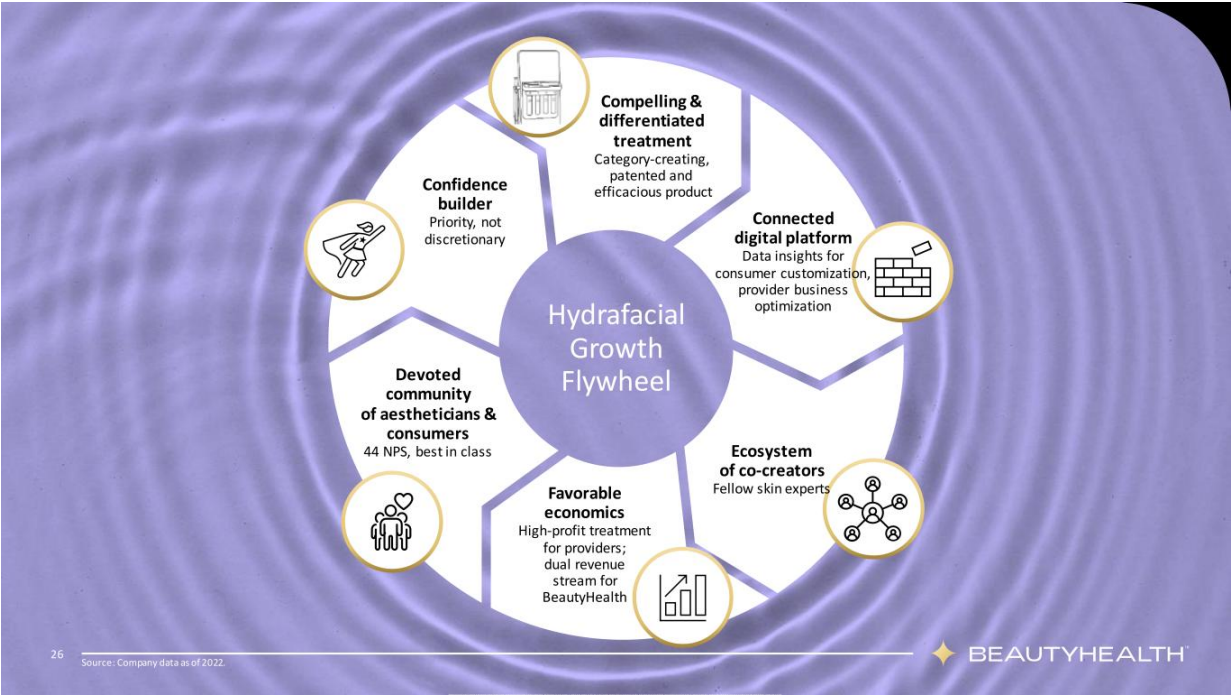 Compelling &
differentiated
treatment
Category-creating,
patented and
efficacious product
Connected
digital platform
Data insights for
consumer customization,
provider business
optimization
Ecosystem
of co-creators
Fellow skin experts
Favorable
economics
High-profit treatment
for providers;
dual revenue
stream for
BeautyHealth
Devoted
community
of aestheticians &
consumers
44 NPS, best in class
Confidence
builder
Priority, not
discretionary
Hydrafacial
Growth
Flywheel
26
Source: Company data as of 2022.
BEAUTYHEALTH